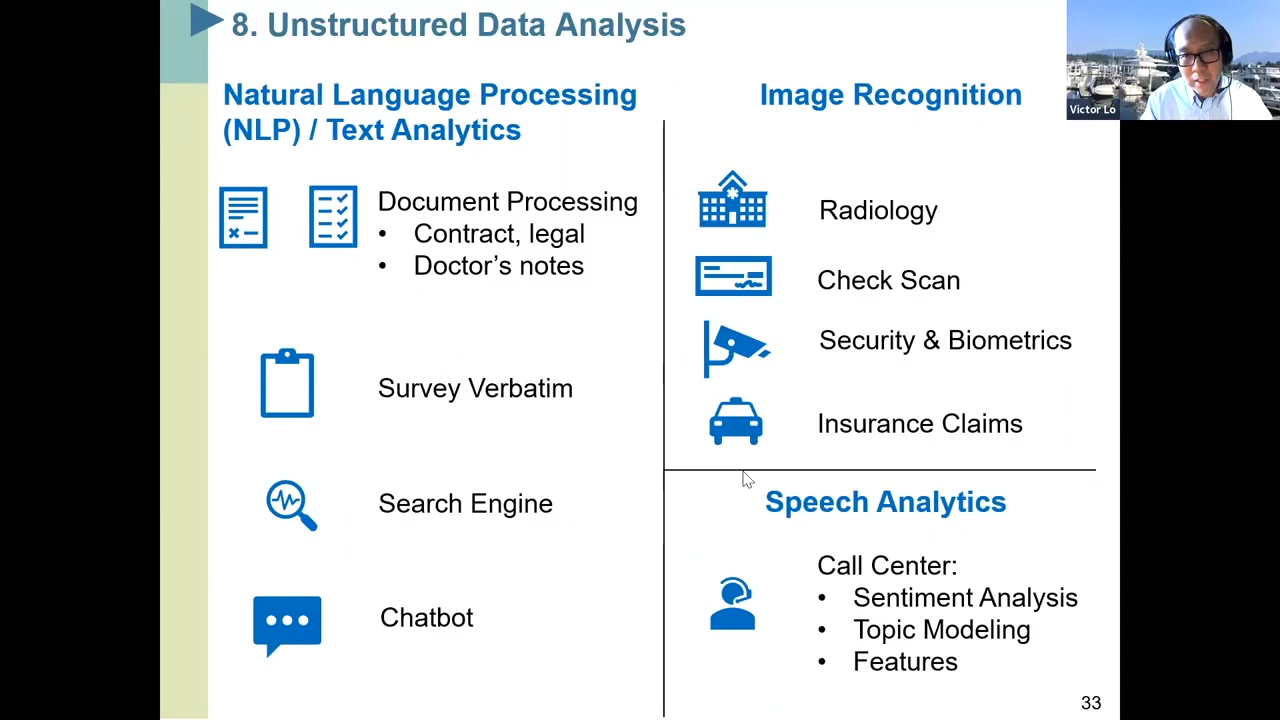 8. Unstructured Data Analysis
Natural Language Processing
(NLP) / Text Analytics
Document Processing
• Contract, legal
• Doctor’s notes
Survey Verbatim
Search Engine
Chatbot
Image Recognition
Radiology
Check Scan
Security & Biometrics
Insurance Claims
Speech Analytics
Call Center:
• Sentiment Analysis
• Topic Modeling
• Features
33
Victor Lo